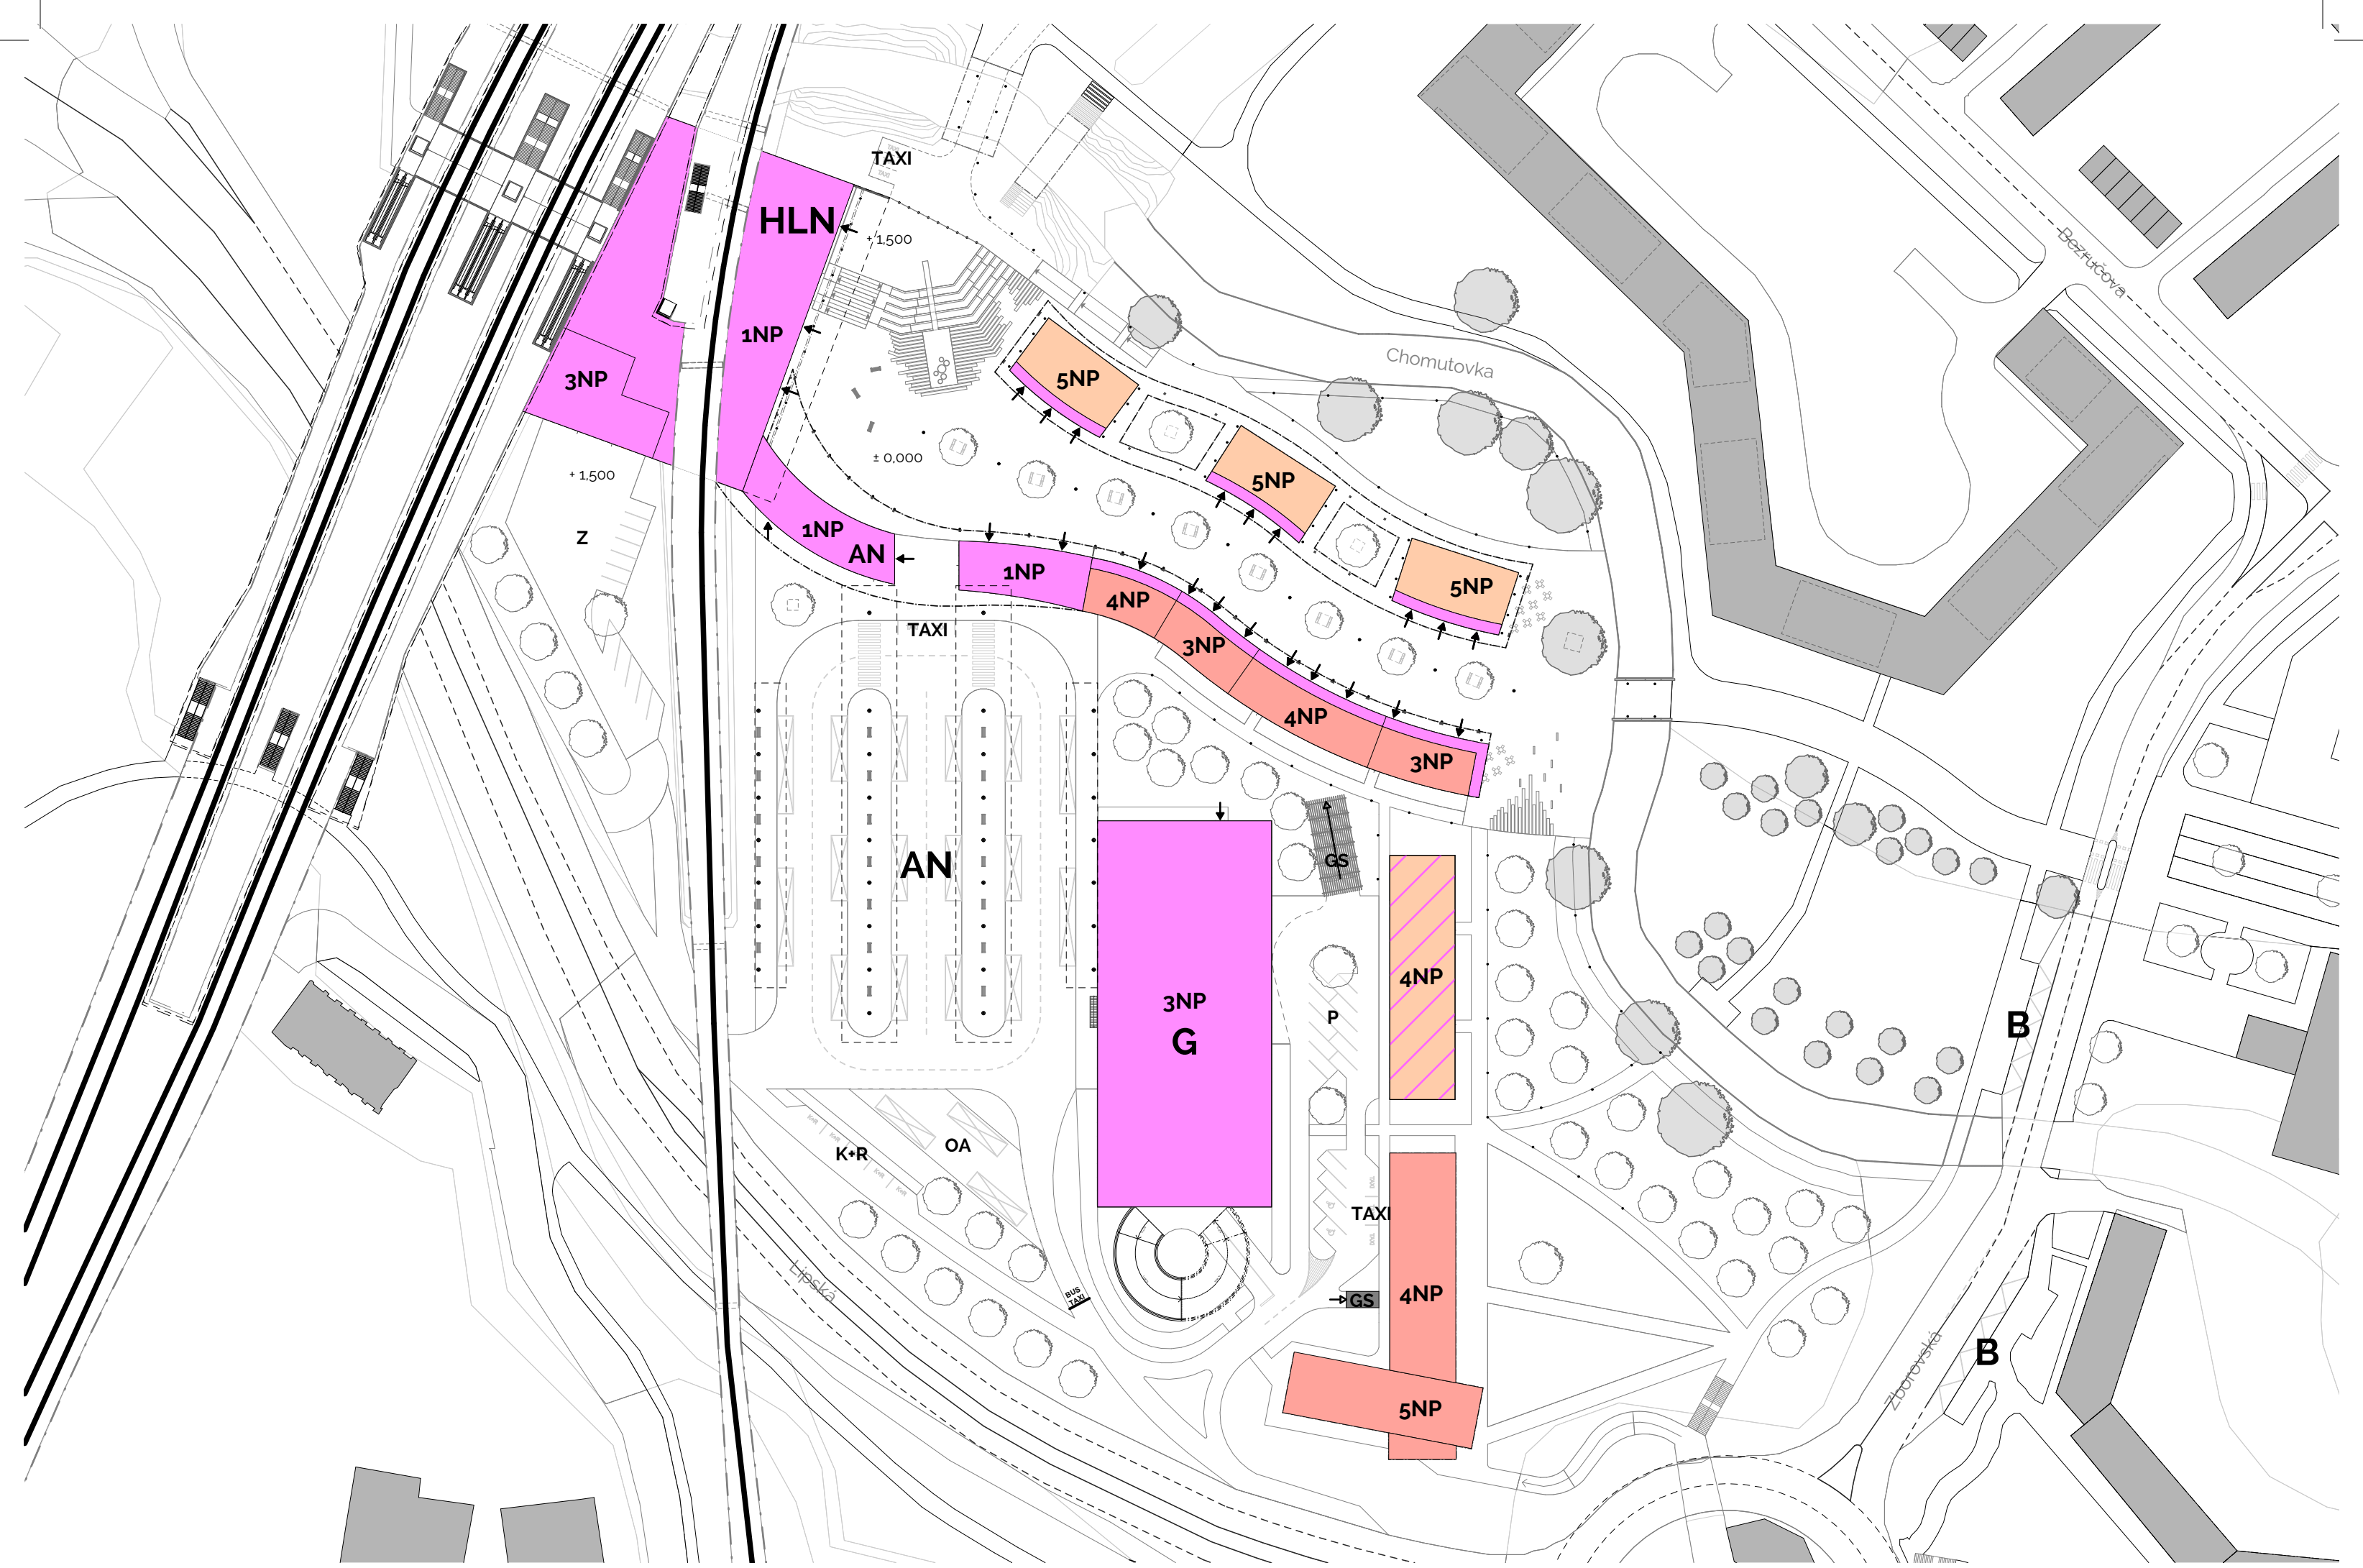 TAXI
TAXI
HLN
+ 1,500
Bezručova
1NP
Chomutovka
3NP
5NP
± 0,000
+ 1,500
5NP
Z
1NP
AN
1NP
5NP
4NP
TAXI
3NP
4NP
3NP
AN
GS
4NP
3NP
G
P
B
K+R
OA
TAXI
Lipská
BUS
TAXI
GS
4NP
B
Zborovská
5NP